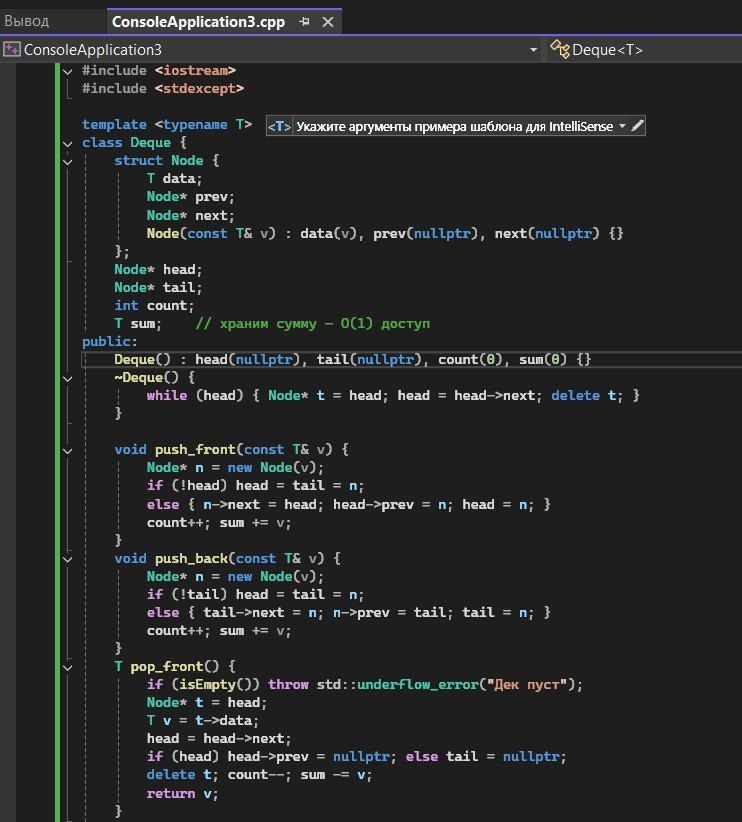 Вывод
ConsoleApplication3.cpp
ConsoleApplication3
Deque<T>
#include <iostream>
#include <stdexcept>
template <typename T>
<T> Укажите аргументы примера шаблона для IntelliSense
class Deque {
struct Node {
T data;
Node* prev;
Node* next;
Node(const T& v) : data(v), prev(nullptr), next(nullptr) {}
};
Node* head;
Node* tail;
int count;
T sum;    // храним сумму — O(1) доступ
public:
Deque() : head(nullptr), tail(nullptr), count(0), sum(0) {}
~Deque() {
while (head) { Node* t = head; head = head->next; delete t; }
}
void push_front(const T& v) {
Node* n = new Node(v);
if (!head) head = tail = n;
else { n->next = head; head->prev = n; head = n; }
count++; sum += v;
}
void push_back(const T& v) {
Node* n = new Node(v);
if (!tail) head = tail = n;
else { tail->next = n; n->prev = tail; tail = n; }
count++; sum += v;
}
T pop_front() {
if (isEmpty()) throw std::underflow_error("Дек пуст");
Node* t = head;
T v = t->data;
head = head->next;
if (head) head->prev = nullptr; else tail = nullptr;
delete t; count--; sum -= v;
return v;
}